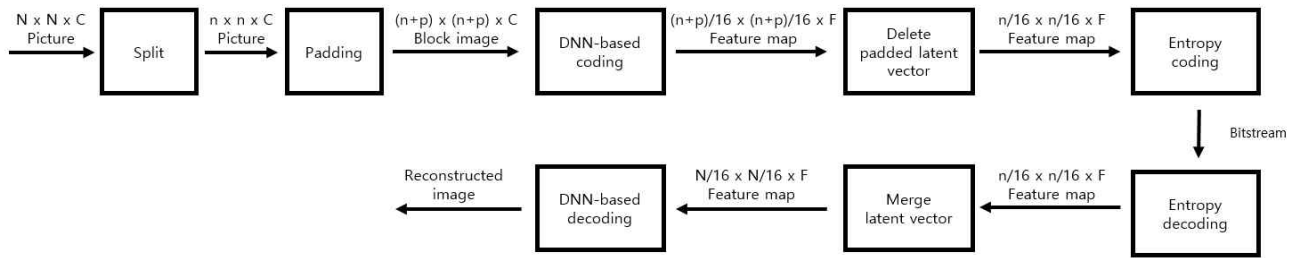 N x N x C
Picture
Split
n x n x C
Picture
Padding
(n+p) x (n+p) x C
Block image
DNN-based
coding
(n+p)/16 x (n+p)/16 x F
Feature map
Delete
padded latent
vector
n/16 x n/16 x F
Feature map
Entropy
coding
Bitstream
Reconstructed
image
DNN-based
decoding
N/16 x N/16 x F
Feature map
Merge
latent vector
n/16 x n/16 x F
Feature map
Entropy
decoding